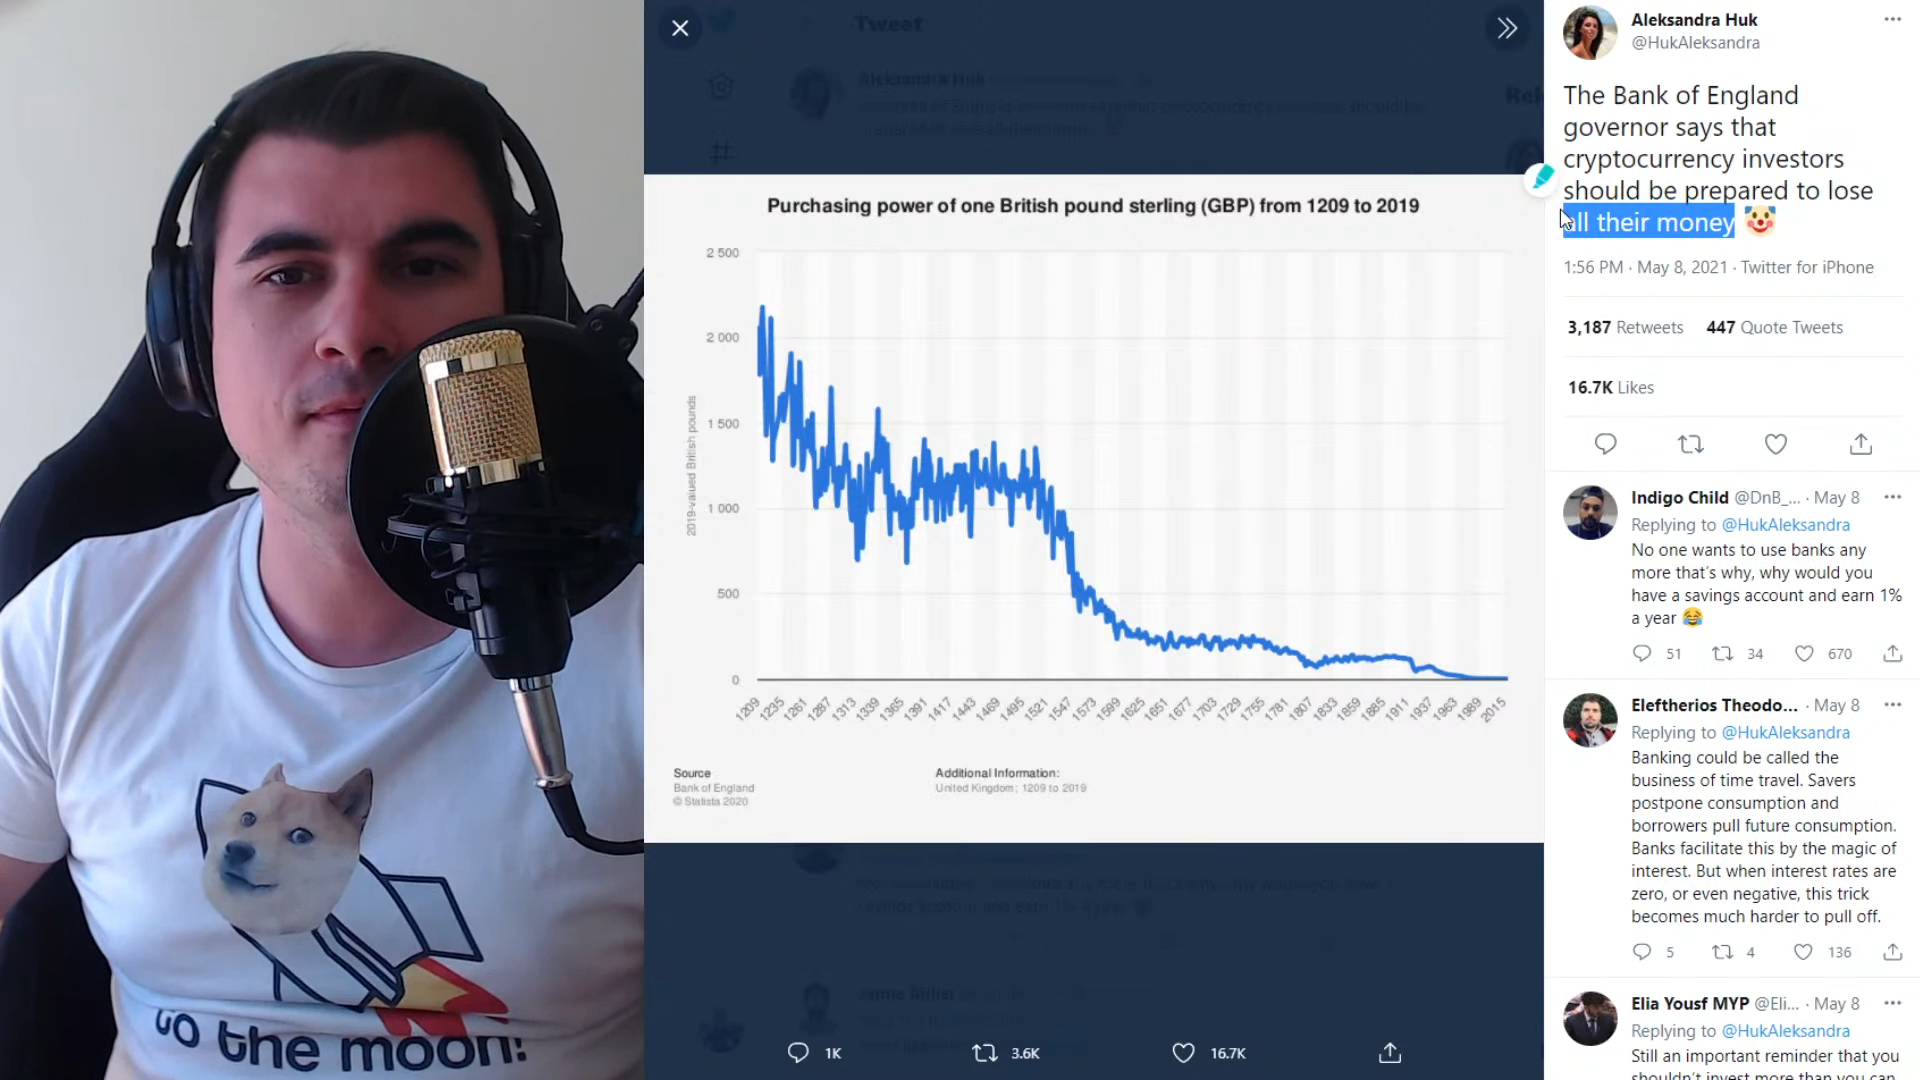 to the moon!
Tweet
Purchasing power of one British pound sterling (GBP) from 1209 to 2019
2019-valued British pounds
2 500
2 000
1 500
1 000
500
0
1209 1235 1261 1287 1313 1339 1365 1391 1417 1443 1469 1495 1521 1547 1573 1599 1625 1651 1677 1703 1729 1755 1781 1807 1833 1859 1885 1911 1937 1963 1989 2015
Source
Bank of England
© Statista 2020
Additional Information:
United Kingdom; 1209 to 2019
1K 3.6K 16.7K
Aleksandra Huk
@HukAleksandra
The Bank of England
governor says that
cryptocurrency investors
should be prepared to lose
all their money 🤡
1:56 PM · May 8, 2021 · Twitter for iPhone
3,187 Retweets 447 Quote Tweets
16.7K Likes
Indigo Child @DnB_... · May 8
Replying to @HukAleksandra
No one wants to use banks any
more that's why, why would you
have a savings account and earn 1%
a year 😂
51 34 670
Eleftherios Theodo... · May 8
Replying to @HukAleksandra
Banking could be called the
business of time travel. Savers
postpone consumption and
borrowers pull future consumption.
Banks facilitate this by the magic of
interest. But when interest rates are
zero, or even negative, this trick
becomes much harder to pull off.
5 4 136
Elia Yousf MYP @Eli... · May 8
Replying to @HukAleksandra
Still an important reminder that you
shouldn't invest more than you can